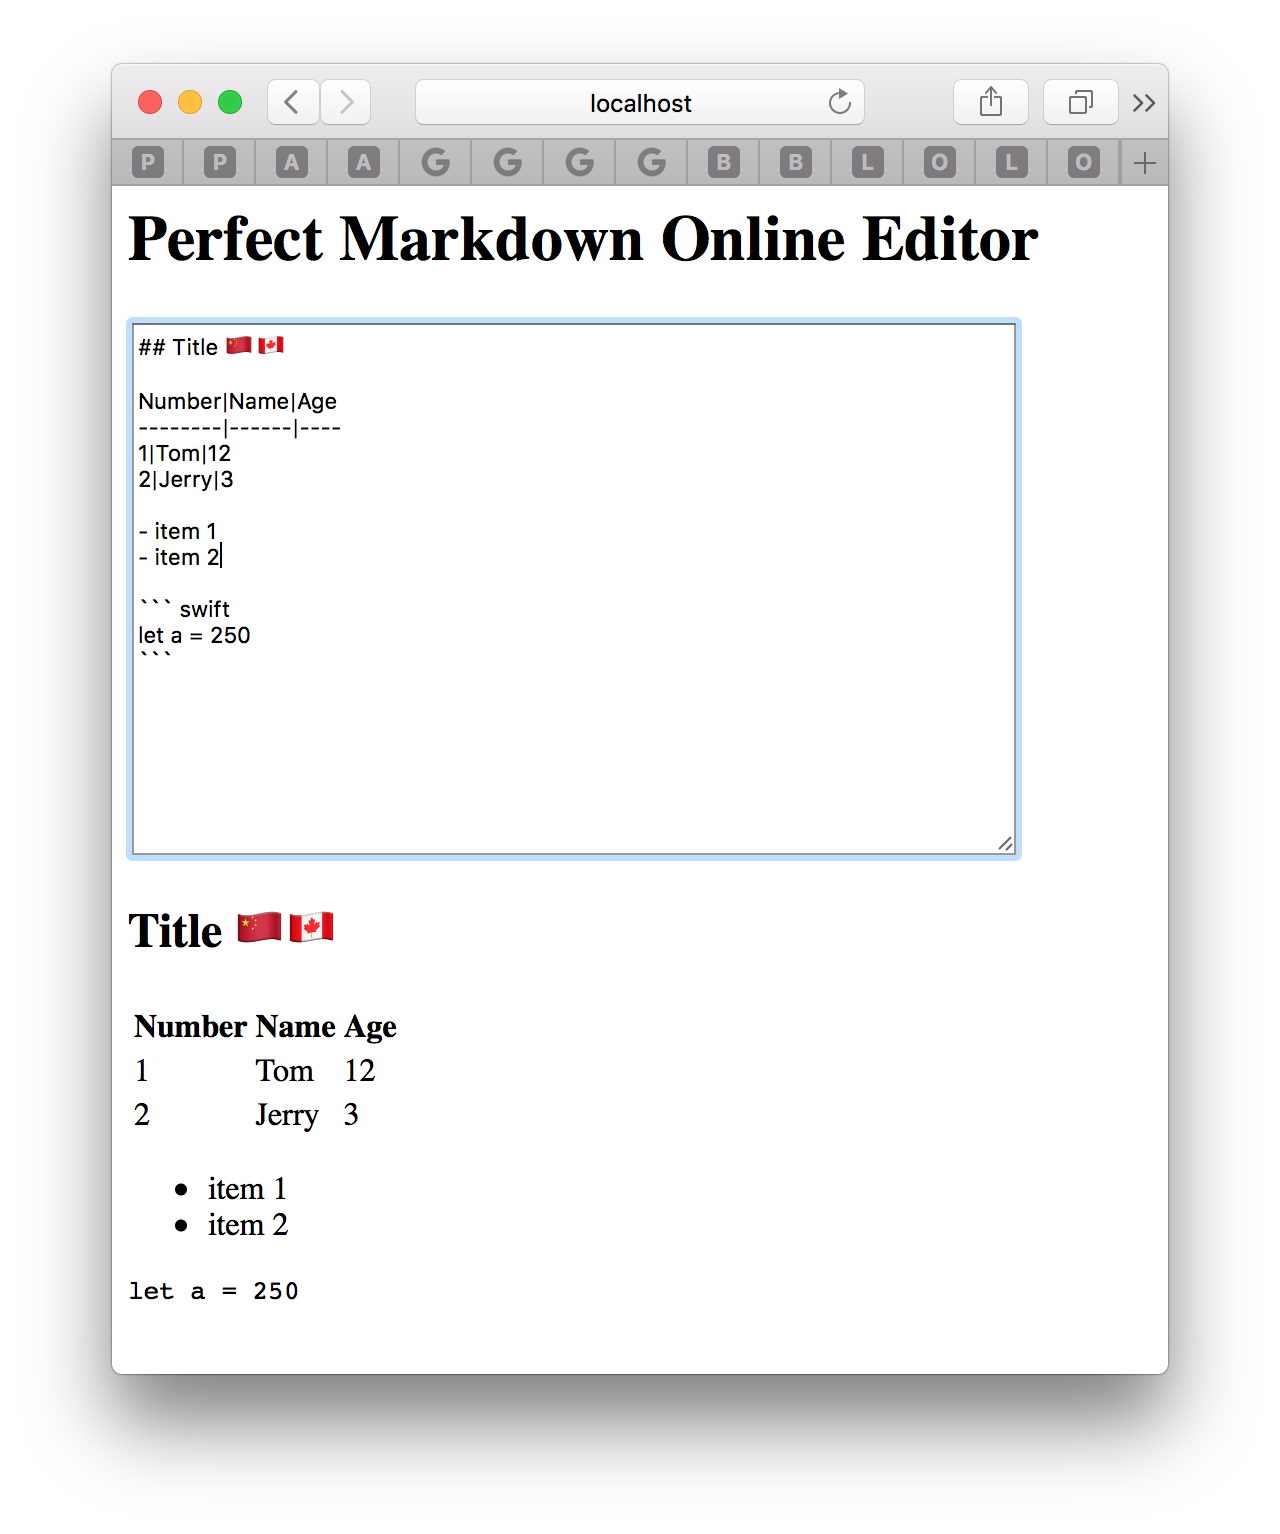 localhost
P P A A G G G G B B L O L O
Perfect Markdown Online Editor
## Title 🇨🇳🇨🇦
Number|Name|Age
--------|------|----
1|Tom|12
2|Jerry|3
- item 1
- item 2
``` swift
let a = 250
```
Title 🇨🇳🇨🇦
Number Name Age
1 Tom 12
2 Jerry 3
• item 1
• item 2
let a = 250